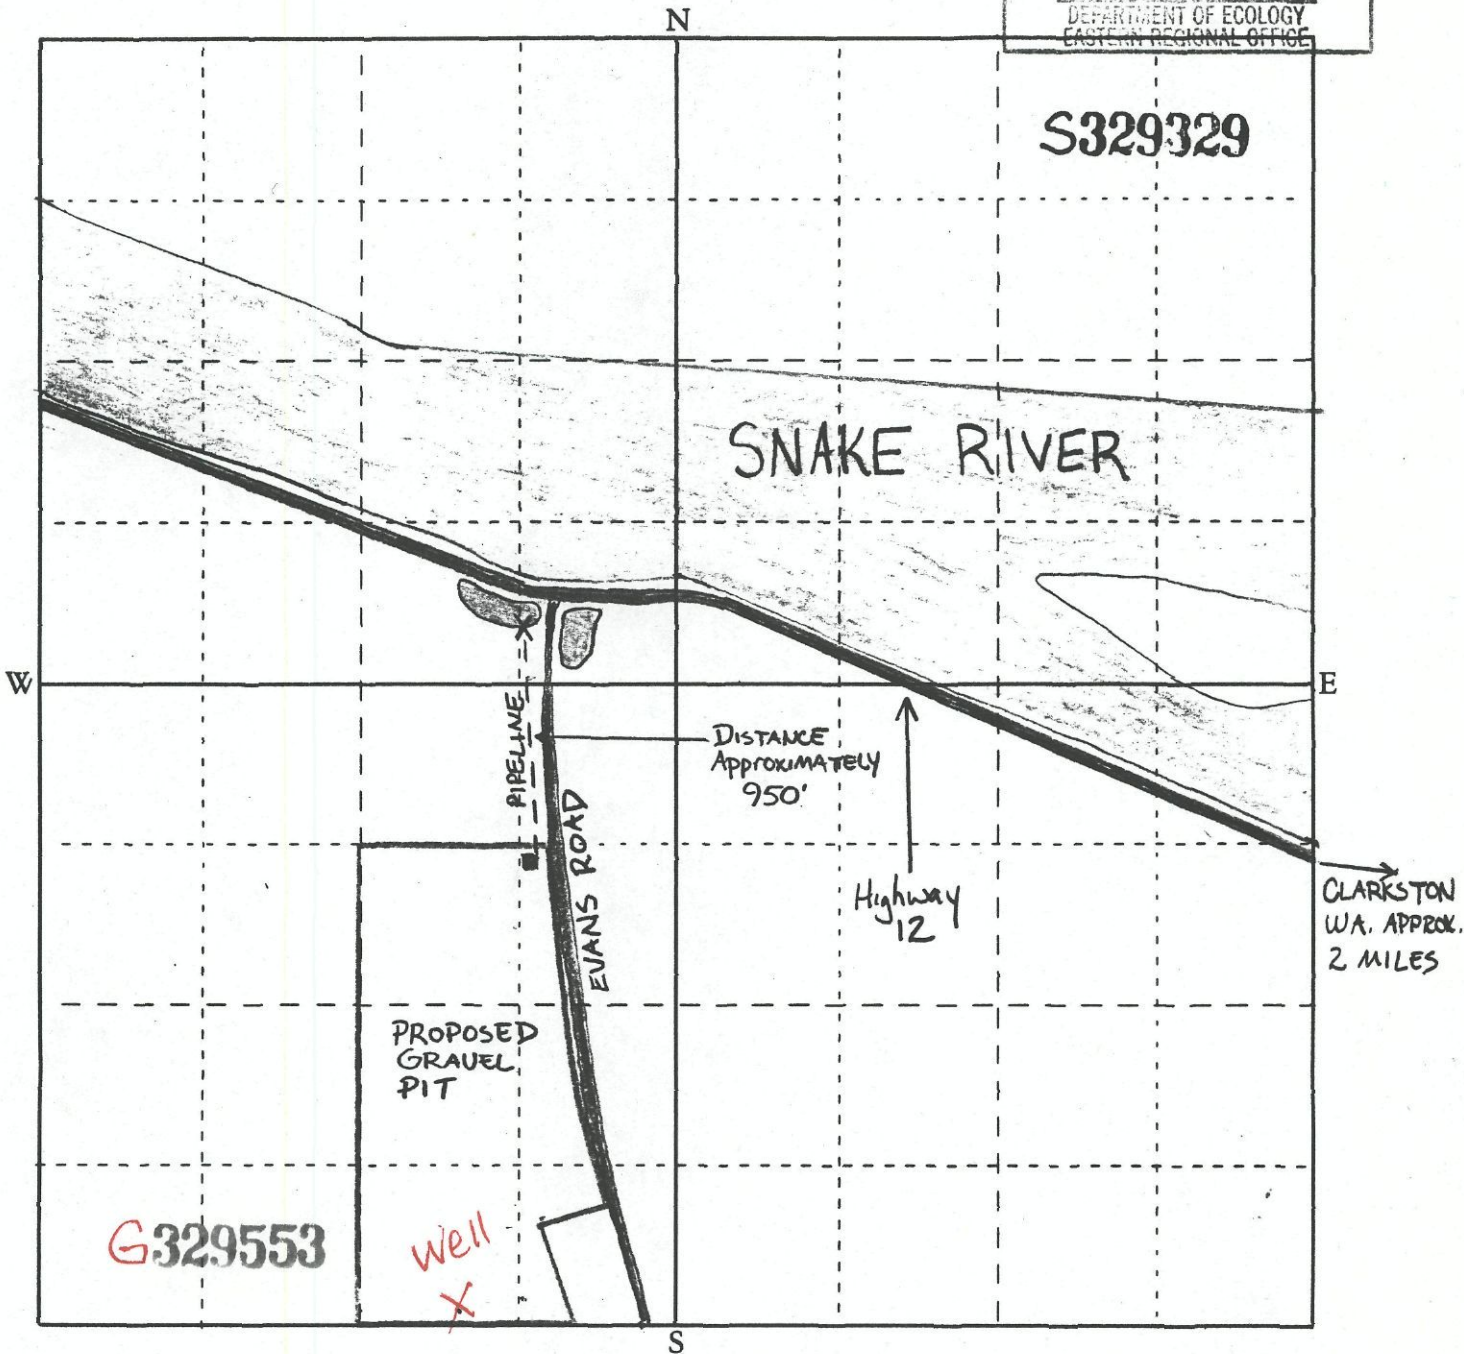 N
DEPARTMENT OF ECOLOGY
EASTERN REGIONAL OFFICE
S329329
SNAKE RIVER
W
E
PIPELINE
DISTANCE
APPROXIMATELY
950'
EVANS ROAD
Highway
12
CLARKSTON
WA. APPROX.
2 MILES
PROPOSED
GRAVEL
PIT
G329553
well
X
S